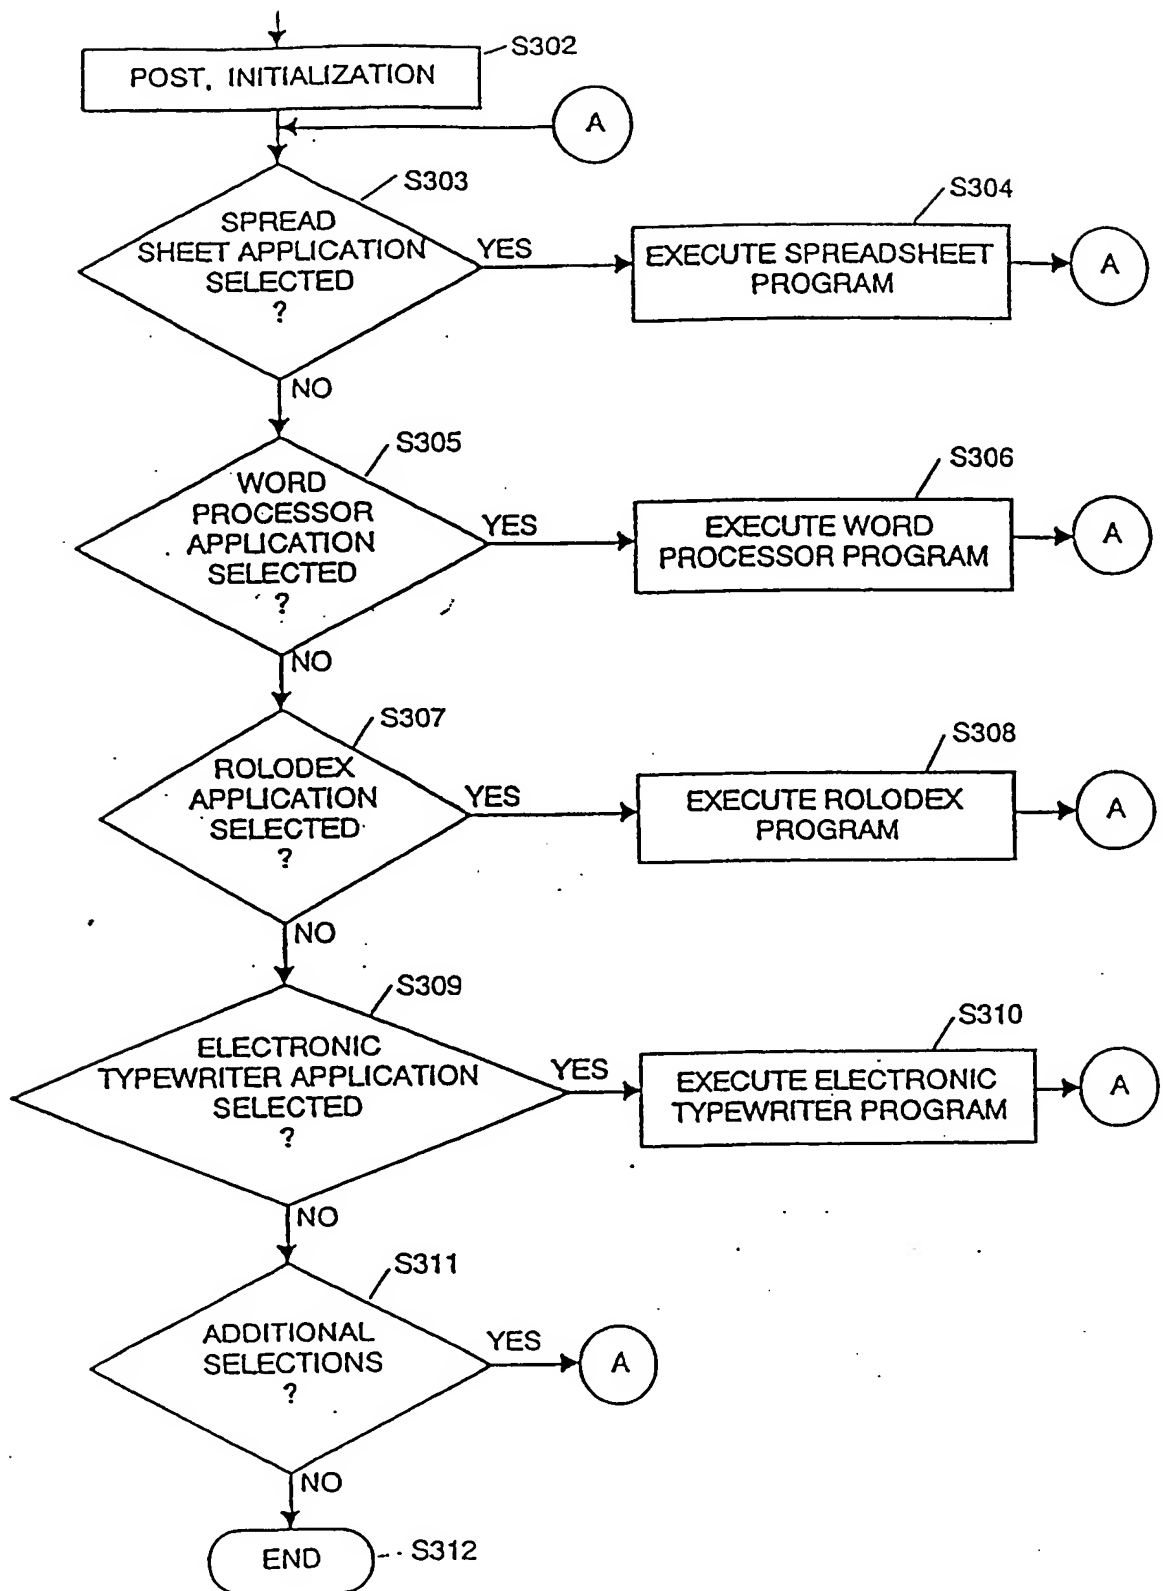 S302
POST, INITIALIZATION
A
S303
SPREAD
SHEET APPLICATION
SELECTED
?
YES
S304
EXECUTE SPREADSHEET
PROGRAM
A
NO
S305
WORD
PROCESSOR
APPLICATION
SELECTED
?
YES
S306
EXECUTE WORD
PROCESSOR PROGRAM
A
NO
S307
ROLODEX
APPLICATION
SELECTED
?
YES
S308
EXECUTE ROLODEX
PROGRAM
A
NO
S309
ELECTRONIC
TYPEWRITER APPLICATION
SELECTED
?
YES
S310
EXECUTE ELECTRONIC
TYPEWRITER PROGRAM
A
NO
S311
ADDITIONAL
SELECTIONS
?
YES
A
NO
END
S312